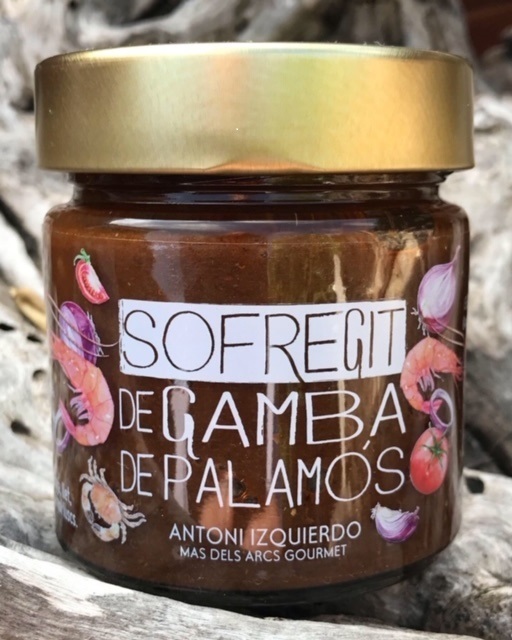 SOFREGIT
DE GAMBA
DE PALAMÓS
ANTONI IZQUIERDO
MAS DELS ARCS GOURMET